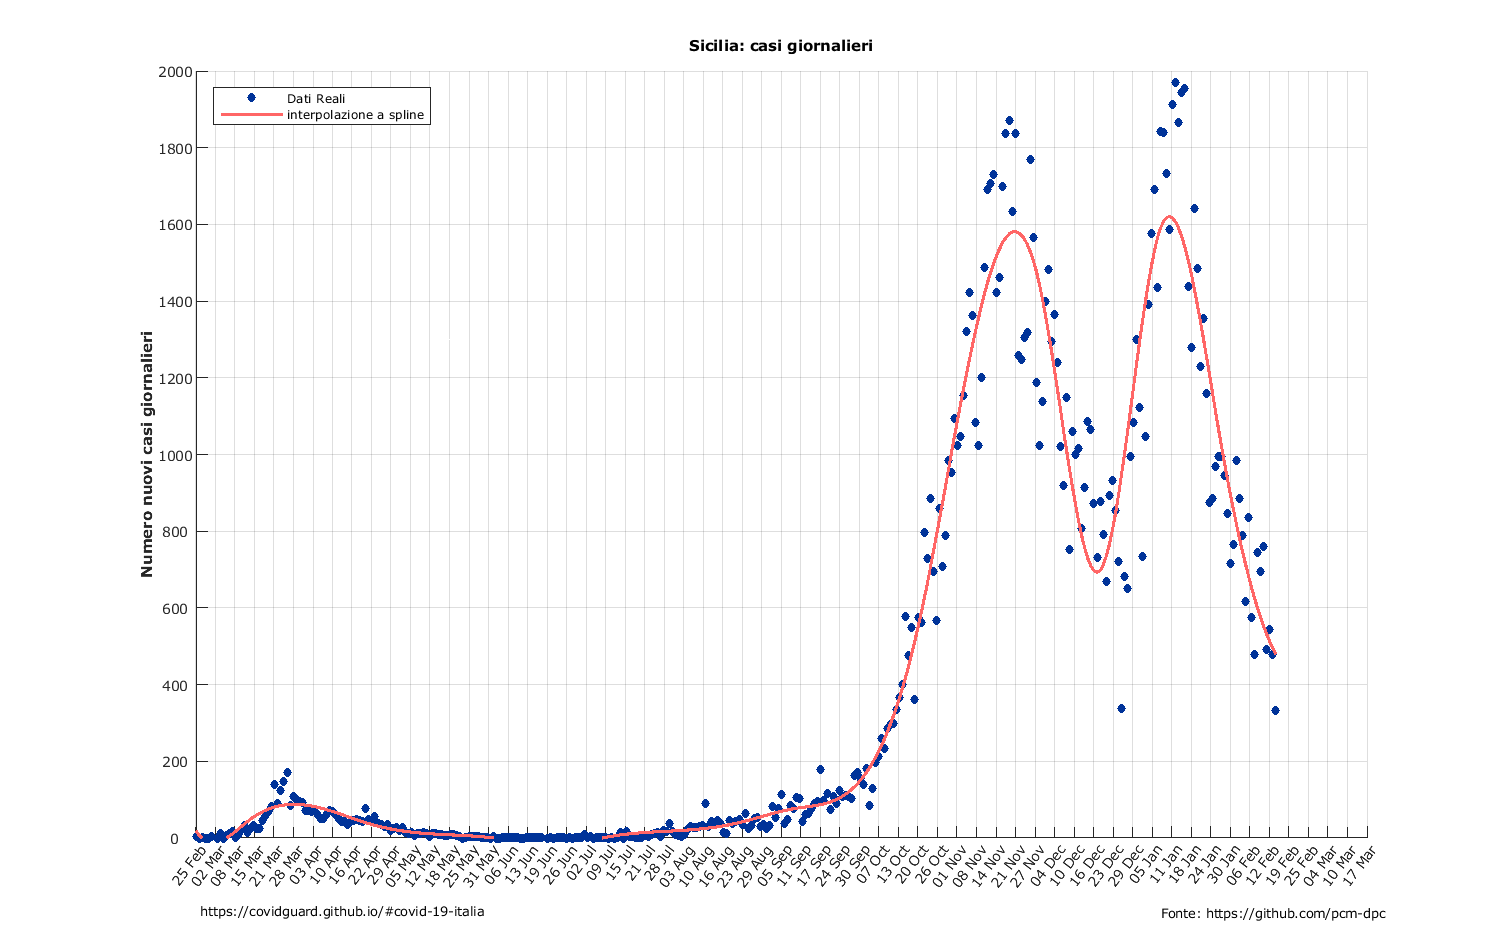 Sicilia: casi giornalieri
Dati Reali
interpolazione a spline
Numero nuovi casi giornalieri
2000
1800
1600
1400
1200
1000
800
600
400
200
0
25 Feb
02 Mar
08 Mar
15 Mar
21 Mar
28 Mar
03 Apr
10 Apr
16 Apr
22 Apr
29 Apr
05 May
12 May
18 May
25 May
31 May
06 Jun
13 Jun
19 Jun
26 Jun
02 Jul
09 Jul
15 Jul
21 Jul
28 Jul
03 Aug
10 Aug
16 Aug
23 Aug
29 Aug
05 Sep
11 Sep
17 Sep
24 Sep
30 Oct
07 Oct
13 Oct
20 Oct
26 Oct
01 Nov
08 Nov
14 Nov
21 Nov
27 Nov
04 Dec
10 Dec
16 Dec
23 Dec
29 Dec
05 Jan
11 Jan
18 Jan
24 Jan
30 Feb
06 Feb
12 Feb
19 Feb
25 Mar
04 Mar
10 Mar
17 Mar
https://covidguard.github.io/#covid-19-italia
Fonte: https://github.com/pcm-dpc